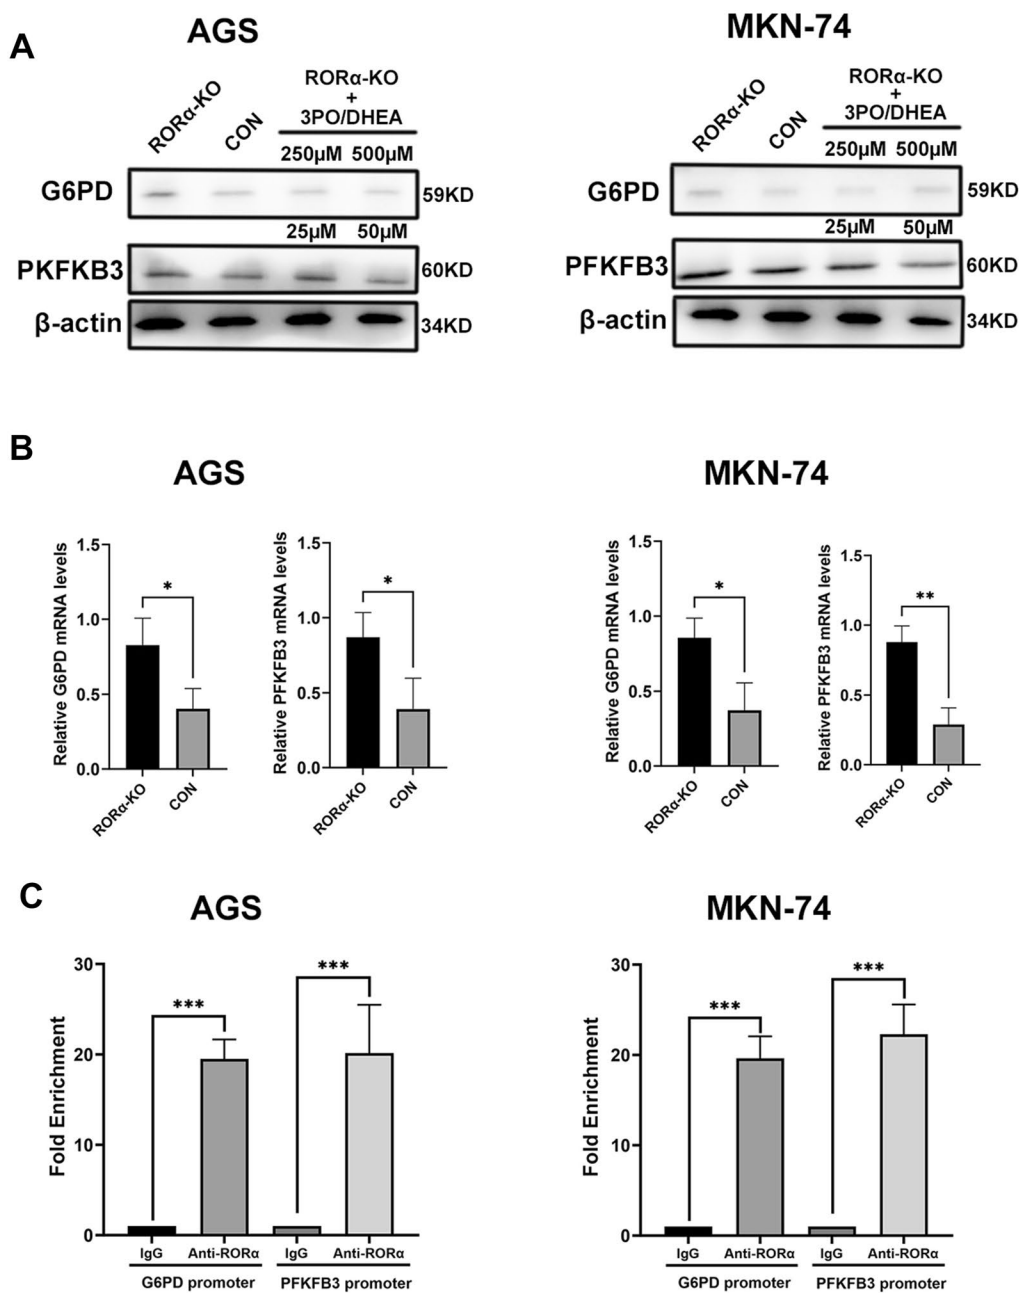 A
AGS
MKN-74
RORα-KO
CON
RORα-KO
+
3PO/DHEA
250μM 500μM
G6PD
59KD
25μM 50μM
PKFKB3
60KD
β-actin
34KD
RORα-KO
CON
RORα-KO
+
3PO/DHEA
250μM 500μM
G6PD
59KD
25μM 50μM
PFKFB3
60KD
β-actin
34KD
B
AGS
MKN-74
Relative G6PD mRNA levels
1.5
1.0
0.5
0.0
*
RORα-KO
CON
Relative PFKFB3 mRNA levels
1.5
1.0
0.5
0.0
*
RORα-KO
CON
Relative G6PD mRNA levels
1.5
1.0
0.5
0.0
*
RORα-KO
CON
Relative PFKFB3 mRNA levels
1.5
1.0
0.5
0.0
**
RORα-KO
CON
C
AGS
MKN-74
Fold Enrichment
30
20
10
0
***
***
IgG Anti-RORα IgG Anti-RORα
G6PD promoter PFKFB3 promoter
Fold Enrichment
30
20
10
0
***
***
IgG Anti-RORα IgG Anti-RORα
G6PD promoter PFKFB3 promoter